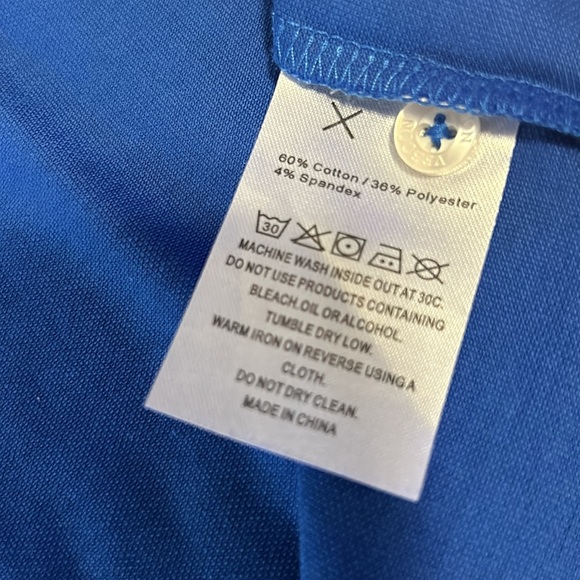 60% Cotton / 36% Polyester
4% Spandex
30
MACHINE WASH INSIDE OUT AT 30C.
DO NOT USE PRODUCTS CONTAINING
BLEACH.OIL OR ALCOHOL.
TUMBLE DRY LOW.
WARM IRON ON REVERSE USING A
CLOTH.
DO NOT DRY CLEAN.
MADE IN CHINA